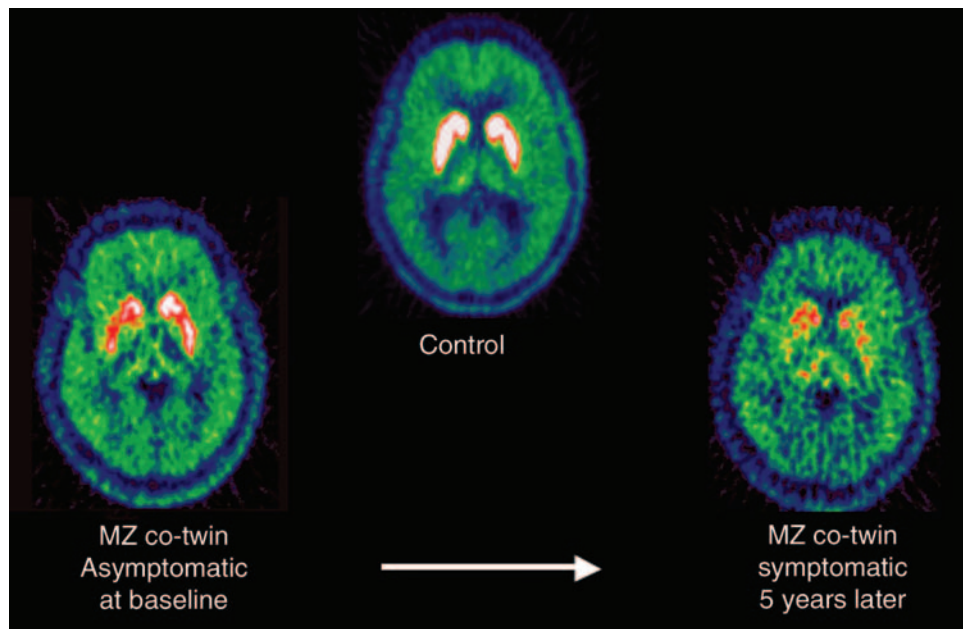 Control
MZ co-twin
Asymptomatic
at baseline
MZ co-twin
symptomatic
5 years later